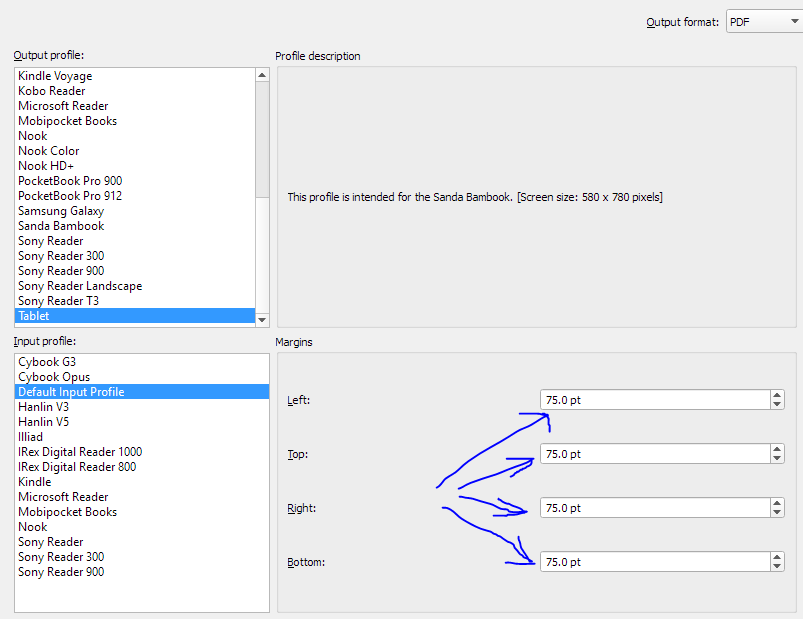 Output format: PDF
Output profile:
Profile description
Kindle Voyage
Kobo Reader
Microsoft Reader
Mobipocket Books
Nook
Nook Color
Nook HD+
PocketBook Pro 900
PocketBook Pro 912
Samsung Galaxy
Sanda Bambook
Sony Reader
Sony Reader 300
Sony Reader 900
Sony Reader Landscape
Sony Reader T3
Tablet
This profile is intended for the Sanda Bambook. [Screen size: 580 x 780 pixels]
Input profile:
Cybook G3
Cybook Opus
Default Input Profile
Hanlin V3
Hanlin V5
Illiad
IRex Digital Reader 1000
IRex Digital Reader 800
Kindle
Microsoft Reader
Mobipocket Books
Nook
Sony Reader
Sony Reader 300
Sony Reader 900
Margins
Left: 75.0 pt
Top: 75.0 pt
Right: 75.0 pt
Bottom: 75.0 pt